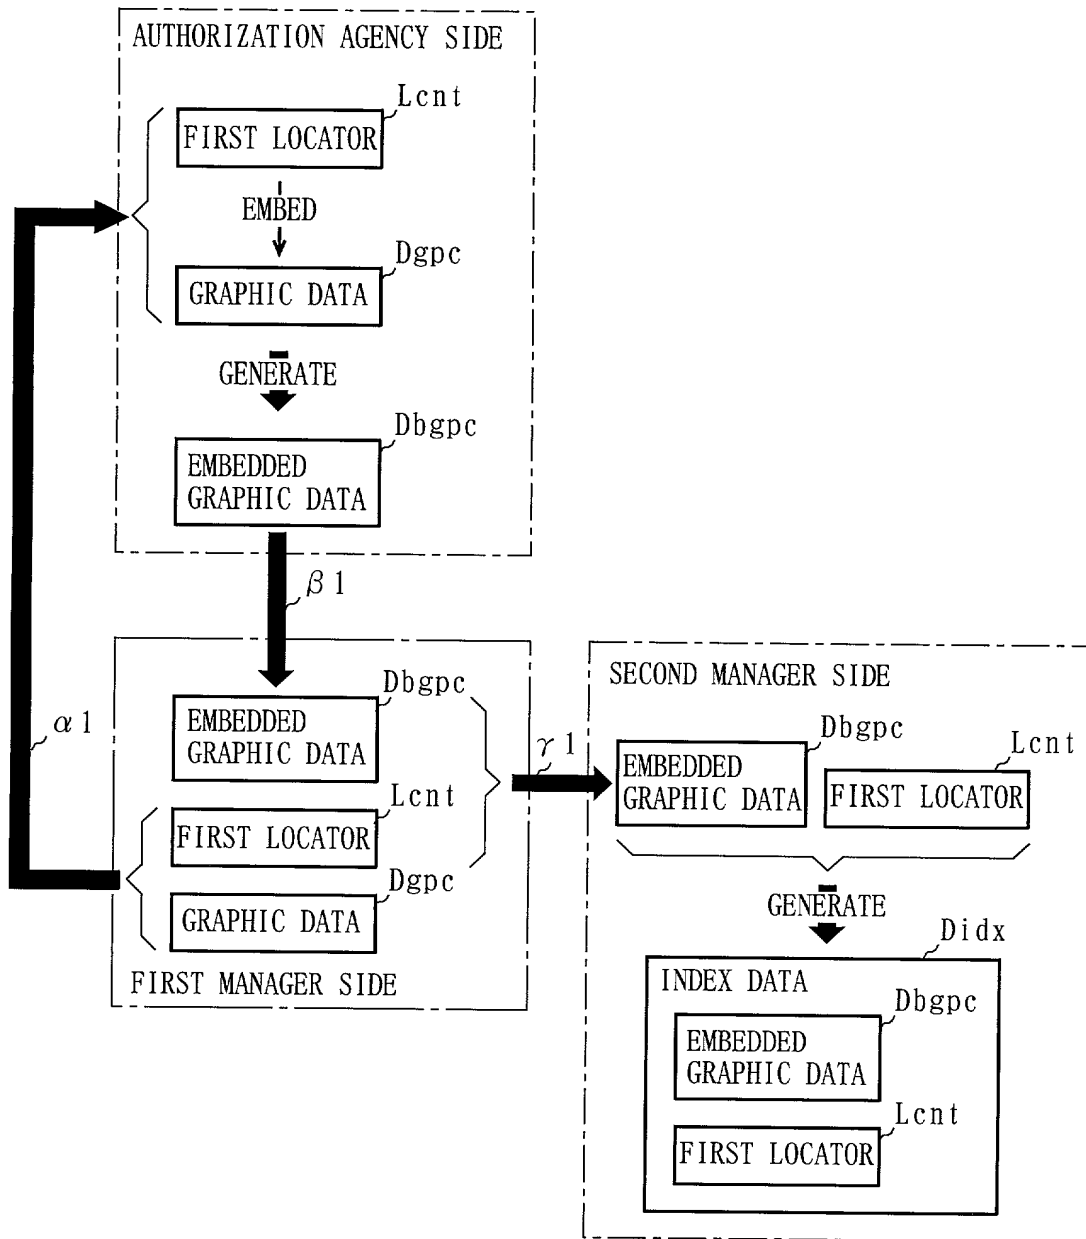 AUTHORIZATION AGENCY SIDE
Lcnt
FIRST LOCATOR
EMBED
Dgpc
GRAPHIC DATA
GENERATE
Dbgpc
EMBEDDED
GRAPHIC DATA
β1
α1
Dbgpc
EMBEDDED
GRAPHIC DATA
Lcnt
FIRST LOCATOR
Dgpc
GRAPHIC DATA
FIRST MANAGER SIDE
γ1
SECOND MANAGER SIDE
Dbgpc
EMBEDDED
GRAPHIC DATA
Lcnt
FIRST LOCATOR
GENERATE
Didx
INDEX DATA
Dbgpc
EMBEDDED
GRAPHIC DATA
Lcnt
FIRST LOCATOR